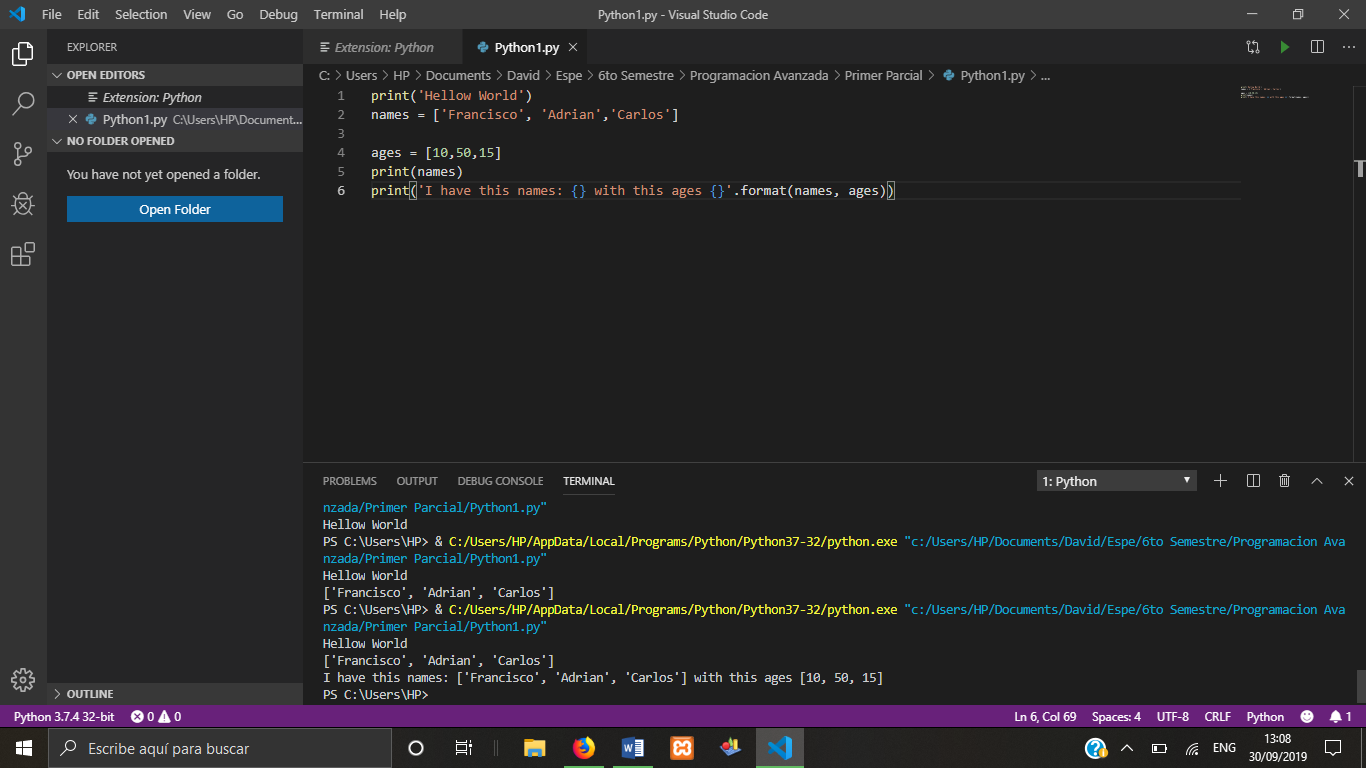 File Edit Selection View Go Debug Terminal Help
Python1.py - Visual Studio Code
EXPLORER
OPEN EDITORS
Extension: Python
Python1.py C:\Users\HP\Document...
NO FOLDER OPENED
You have not yet opened a folder.
Open Folder
OUTLINE
Extension: Python
Python1.py
C: > Users > HP > Documents > David > Espe > 6to Semestre > Programacion Avanzada > Primer Parcial > Python1.py > ...
1 print('Hellow World')
2 names = ['Francisco', 'Adrian','Carlos']
3
4 ages = [10,50,15]
5 print(names)
6 print('I have this names: {} with this ages {}'.format(names, ages))
PROBLEMS OUTPUT DEBUG CONSOLE TERMINAL
1: Python
nzada/Primer Parcial/Python1.py"
Hellow World
PS C:\Users\HP> & C:/Users/HP/AppData/Local/Programs/Python/Python37-32/python.exe "c:/Users/HP/Documents/David/Espe/6to Semestre/Programacion Ava
nzada/Primer Parcial/Python1.py"
Hellow World
['Francisco', 'Adrian', 'Carlos']
PS C:\Users\HP> & C:/Users/HP/AppData/Local/Programs/Python/Python37-32/python.exe "c:/Users/HP/Documents/David/Espe/6to Semestre/Programacion Ava
nzada/Primer Parcial/Python1.py"
Hellow World
['Francisco', 'Adrian', 'Carlos']
I have this names: ['Francisco', 'Adrian', 'Carlos'] with this ages [10, 50, 15]
PS C:\Users\HP>
Python 3.7.4 32-bit 0 0
Ln 6, Col 69 Spaces: 4 UTF-8 CRLF Python 1
Escribe aquí para buscar
ENG
13:08
30/09/2019